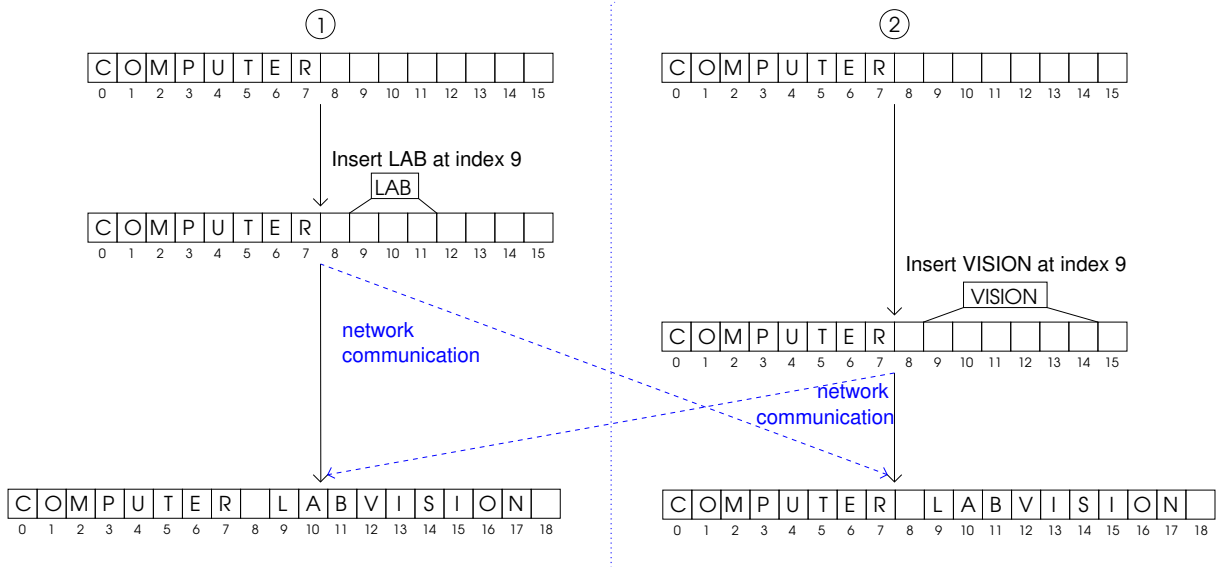 1
2
C O M P U T E R
0 1 2 3 4 5 6 7 8 9 10 11 12 13 14 15
C O M P U T E R
0 1 2 3 4 5 6 7 8 9 10 11 12 13 14 15
Insert LAB at index 9
LAB
C O M P U T E R
0 1 2 3 4 5 6 7 8 9 10 11 12 13 14 15
Insert VISION at index 9
VISION
C O M P U T E R
0 1 2 3 4 5 6 7 8 9 10 11 12 13 14 15
network
communication
network
communication
C O M P U T E R L A B V I S I O N
0 1 2 3 4 5 6 7 8 9 10 11 12 13 14 15 16 17 18
C O M P U T E R L A B V I S I O N
0 1 2 3 4 5 6 7 8 9 10 11 12 13 14 15 16 17 18